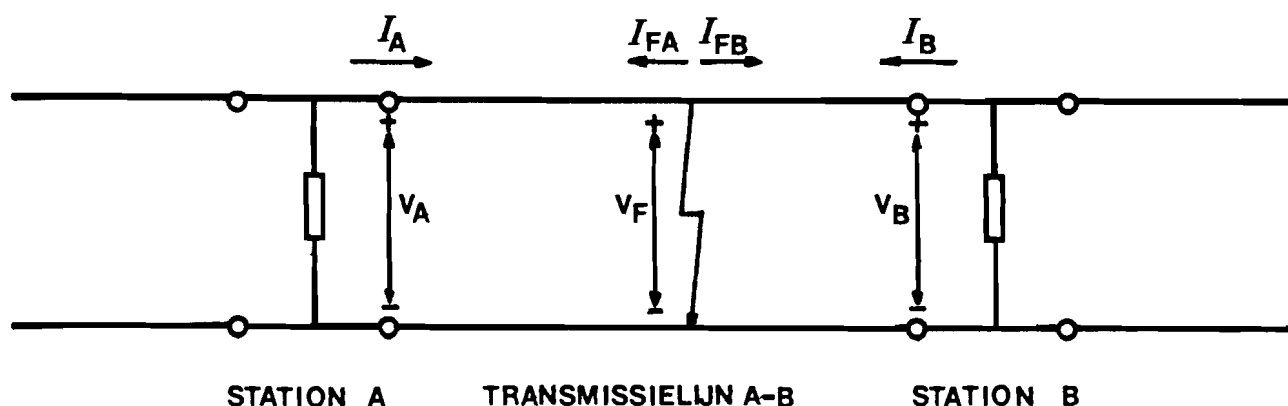 I_A I_FA I_FB I_B
+ + +
V_A V_F V_B
- - -
STATION A TRANSMISSIELIJN A-B STATION B